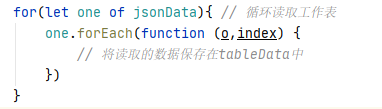 for(let one of jsonData){ // 循环读取工作表
    one.forEach(function (o,index) {
        // 将读取的数据保存在tableData中
    })
}